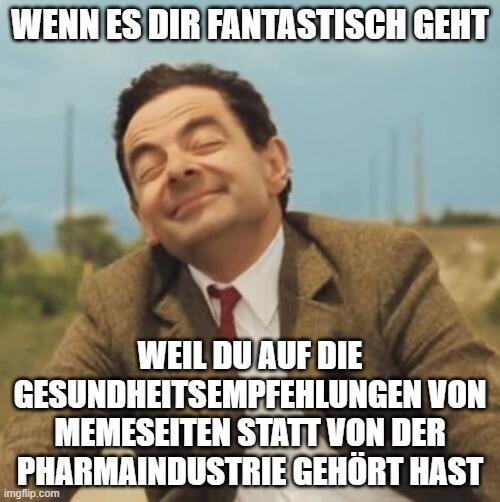 WENN ES DIR FANTASTISCH GEHT
WEIL DU AUF DIE
GESUNDHEITSEMPFEHLUNGEN VON
MEMESEITEN STATT VON DER
PHARMAINDUSTRIE GEHÖRT HAST
imgflip.com